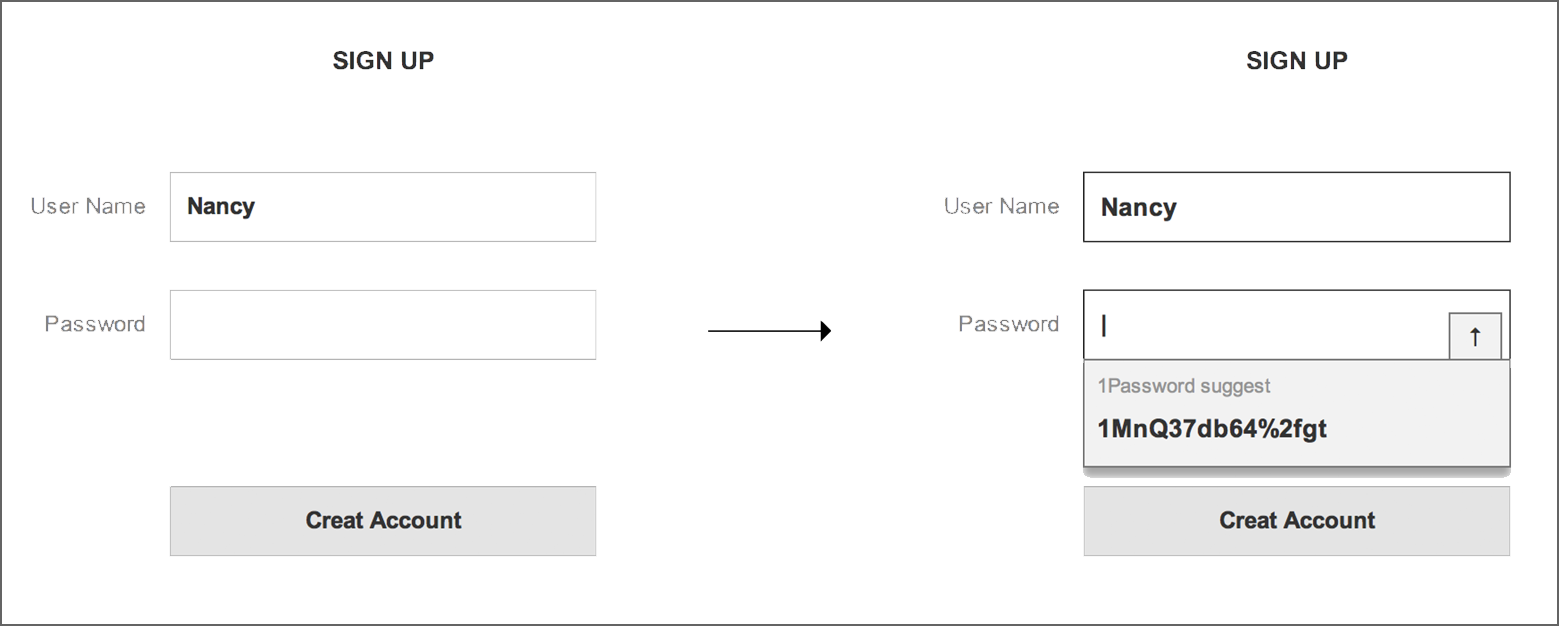 SIGN UP
User Name
Nancy
Password
Creat Account
SIGN UP
User Name
Nancy
Password
1Password suggest
1MnQ37db64%2fgt
Creat Account